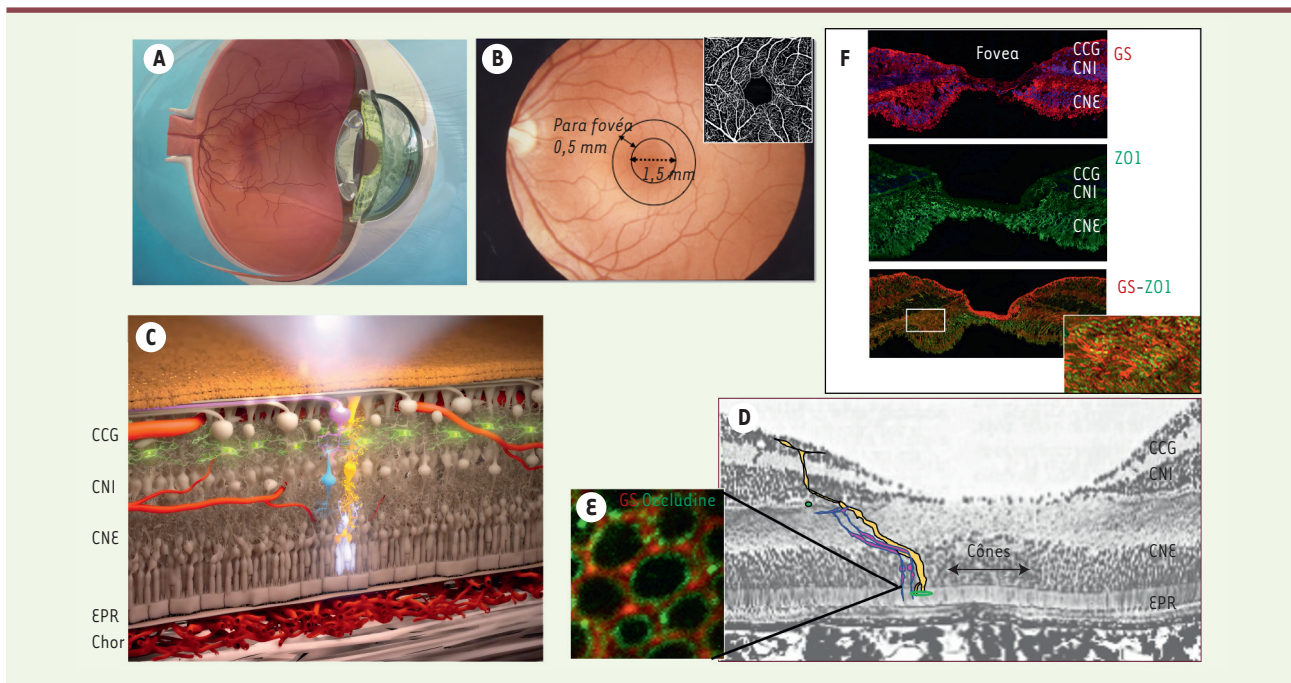 A
B
Para fovéa
0,5 mm
1,5 mm
F
Fovea
CCG
CNI
CNE
GS
CCG
CNI
CNE
ZO1
GS-ZO1
C
CCG
CNI
CNE
EPR
Chor
D
CCG
CNI
CNE
EPR
Cônes
E
GS Occludine